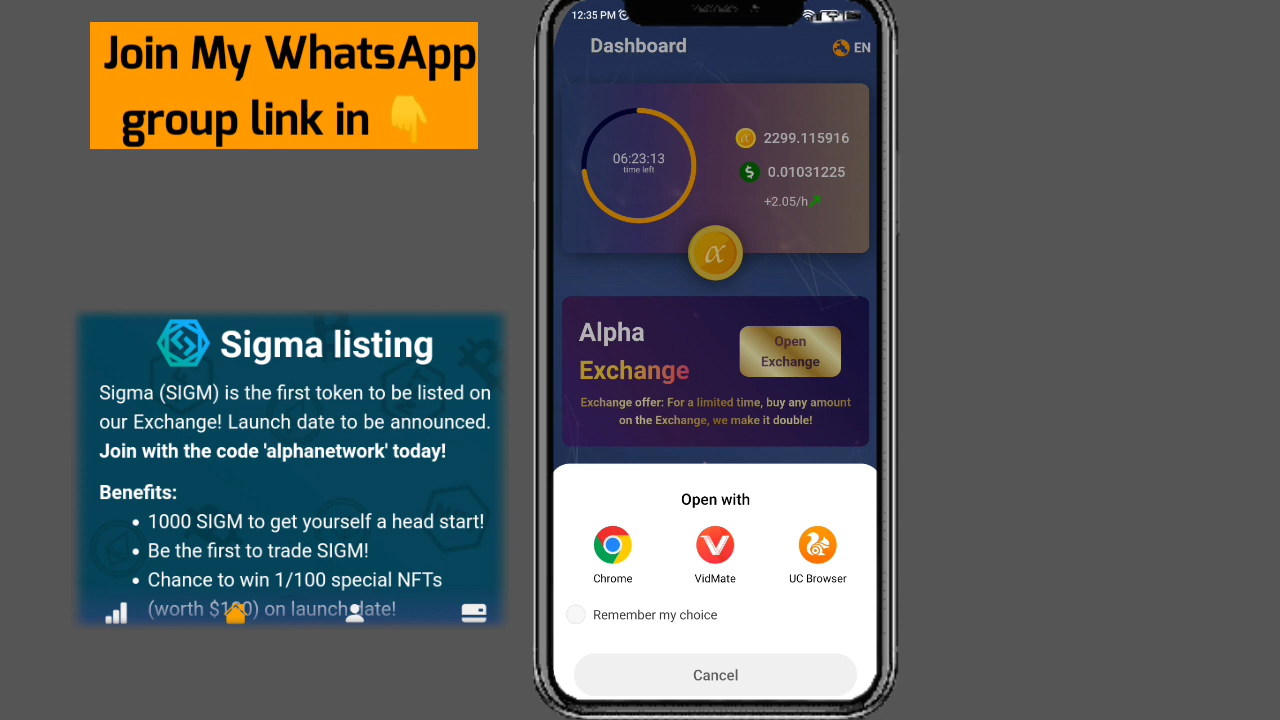 Join My WhatsApp
group link in 👇
Sigma listing
Sigma (SIGM) is the first token to be listed on
our Exchange! Launch date to be announced.
Join with the code 'alphanetwork' today!
Benefits:
• 1000 SIGM to get yourself a head start!
• Be the first to trade SIGM!
• Chance to win 1/100 special NFTs
(worth $100) on launch date!
12:35 PM
Dashboard
EN
06:23:13
time left
2299.115916
0.01031225
+2.05/h
α
Alpha
Exchange
Open
Exchange
Exchange offer: For a limited time, buy any amount
on the Exchange, we make it double!
Open with
Chrome
VidMate
UC Browser
Remember my choice
Cancel